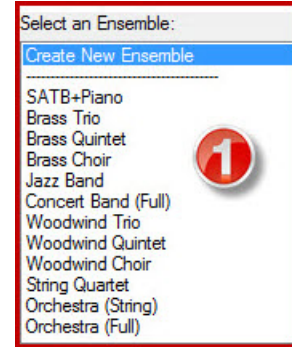 Select an Ensemble:
Create New Ensemble
----------------------------------------
SATB+Piano
Brass Trio
Brass Quintet
Brass Choir
Jazz Band
Concert Band (Full)
Woodwind Trio
Woodwind Quintet
Woodwind Choir
String Quartet
Orchestra (String)
Orchestra (Full)
1